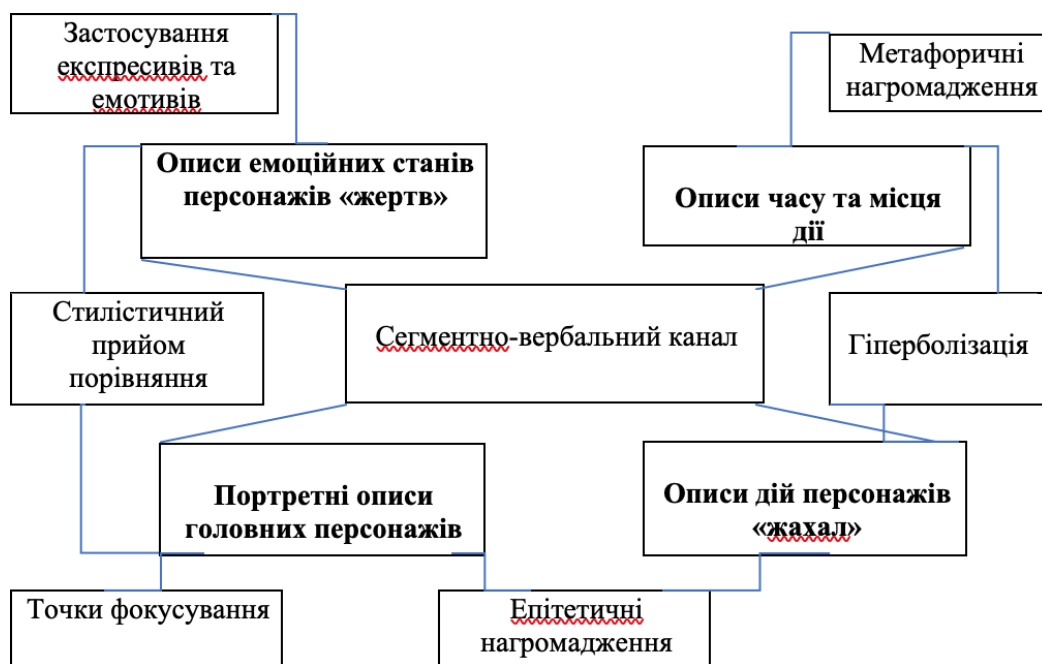 Застосування
експресивів та
емотивів
Метафоричні
нагромадження
Описи емоційних станів
персонажів «жертв»
Описи часу та місця
дії
Стилістичний
прийом
порівняння
Сегментно-вербальний канал
Гіперболізація
Портретні описи
головних персонажів
Описи дій персонажів
«жахал»
Точки фокусування
Епітетичні
нагромадження